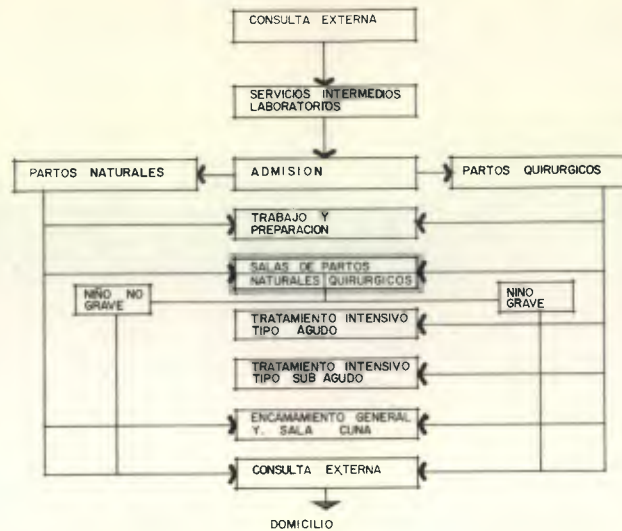 CONSULTA EXTERNA
SERVICIOS INTERMEDIOS
LABORATORIOS
PARTOS NATURALES
ADMISION
PARTOS QUIRURGICOS
TRABAJO Y
PREPARACION
SALAS DE PARTOS
NATURALES QUIRURGICOS
NIÑO NO
GRAVE
NINO
GRAVE
TRATAMIENTO INTENSIVO
TIPO AGUDO
TRATAMIENTO INTENSIVO
TIPO SUB AGUDO
ENCAMAMIENTO GENERAL
Y. SALA CUNA
CONSULTA EXTERNA
DOMICILIO